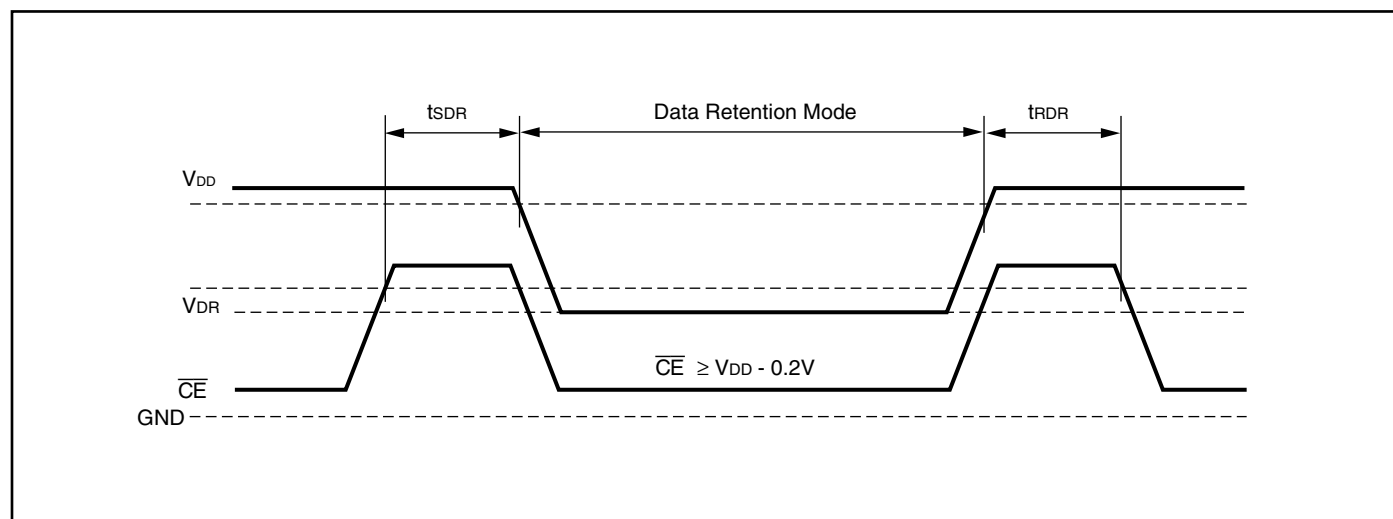 tSDR
Data Retention Mode
tRDR
VDD
VDR
CE ≥ VDD - 0.2V
CE
GND